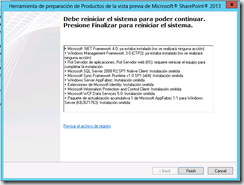 Herramienta de preparación de Productos de la vista previa de Microsoft® SharePoint® 2013
Debe reiniciar el sistema para poder continuar.
Presione Finalizar para reiniciar el sistema.
• Microsoft .NET Framework 4.5: ya estaba instalado (no se realizará ninguna acción)
• Windows Management Framework 3.0 (CTP2): ya estaba instalado (no se realizará ninguna acción)
• Rol Servidor de aplicaciones, Rol Servidor web (IIS): requiere reiniciar el equipo para completar la instalación
• Microsoft SQL Server 2008 R2 SP1 Native Client: Instalación omitida
• Microsoft Sync Framework Runtime v1.0 SP1 (x64): Instalación omitida
• Windows Server AppFabric: Instalación omitida
• Extensiones de Microsoft Identity: Instalación omitida
• Microsoft Information Protection and Control Client: Instalación omitida
• Microsoft WCF Data Services 5.0: Instalación omitida
• Paquete de actualización acumulativa 1 de Microsoft AppFabric 1.1 para Windows Server (KB2671763): Instalación omitida
Revisar el archivo de registro
< Back
Finish
Cancel